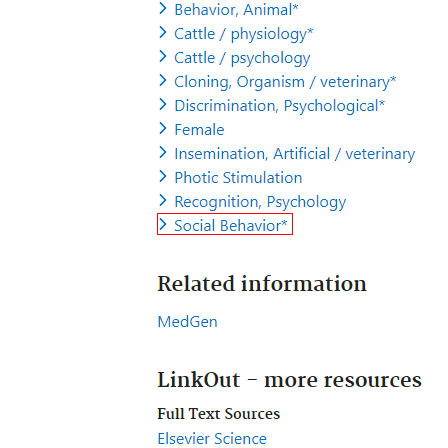 Behavior, Animal*
Cattle / physiology*
Cattle / psychology
Cloning, Organism / veterinary*
Discrimination, Psychological*
Female
Insemination, Artificial / veterinary
Photic Stimulation
Recognition, Psychology
Social Behavior*
Related information
MedGen
LinkOut - more resources
Full Text Sources
Elsevier Science